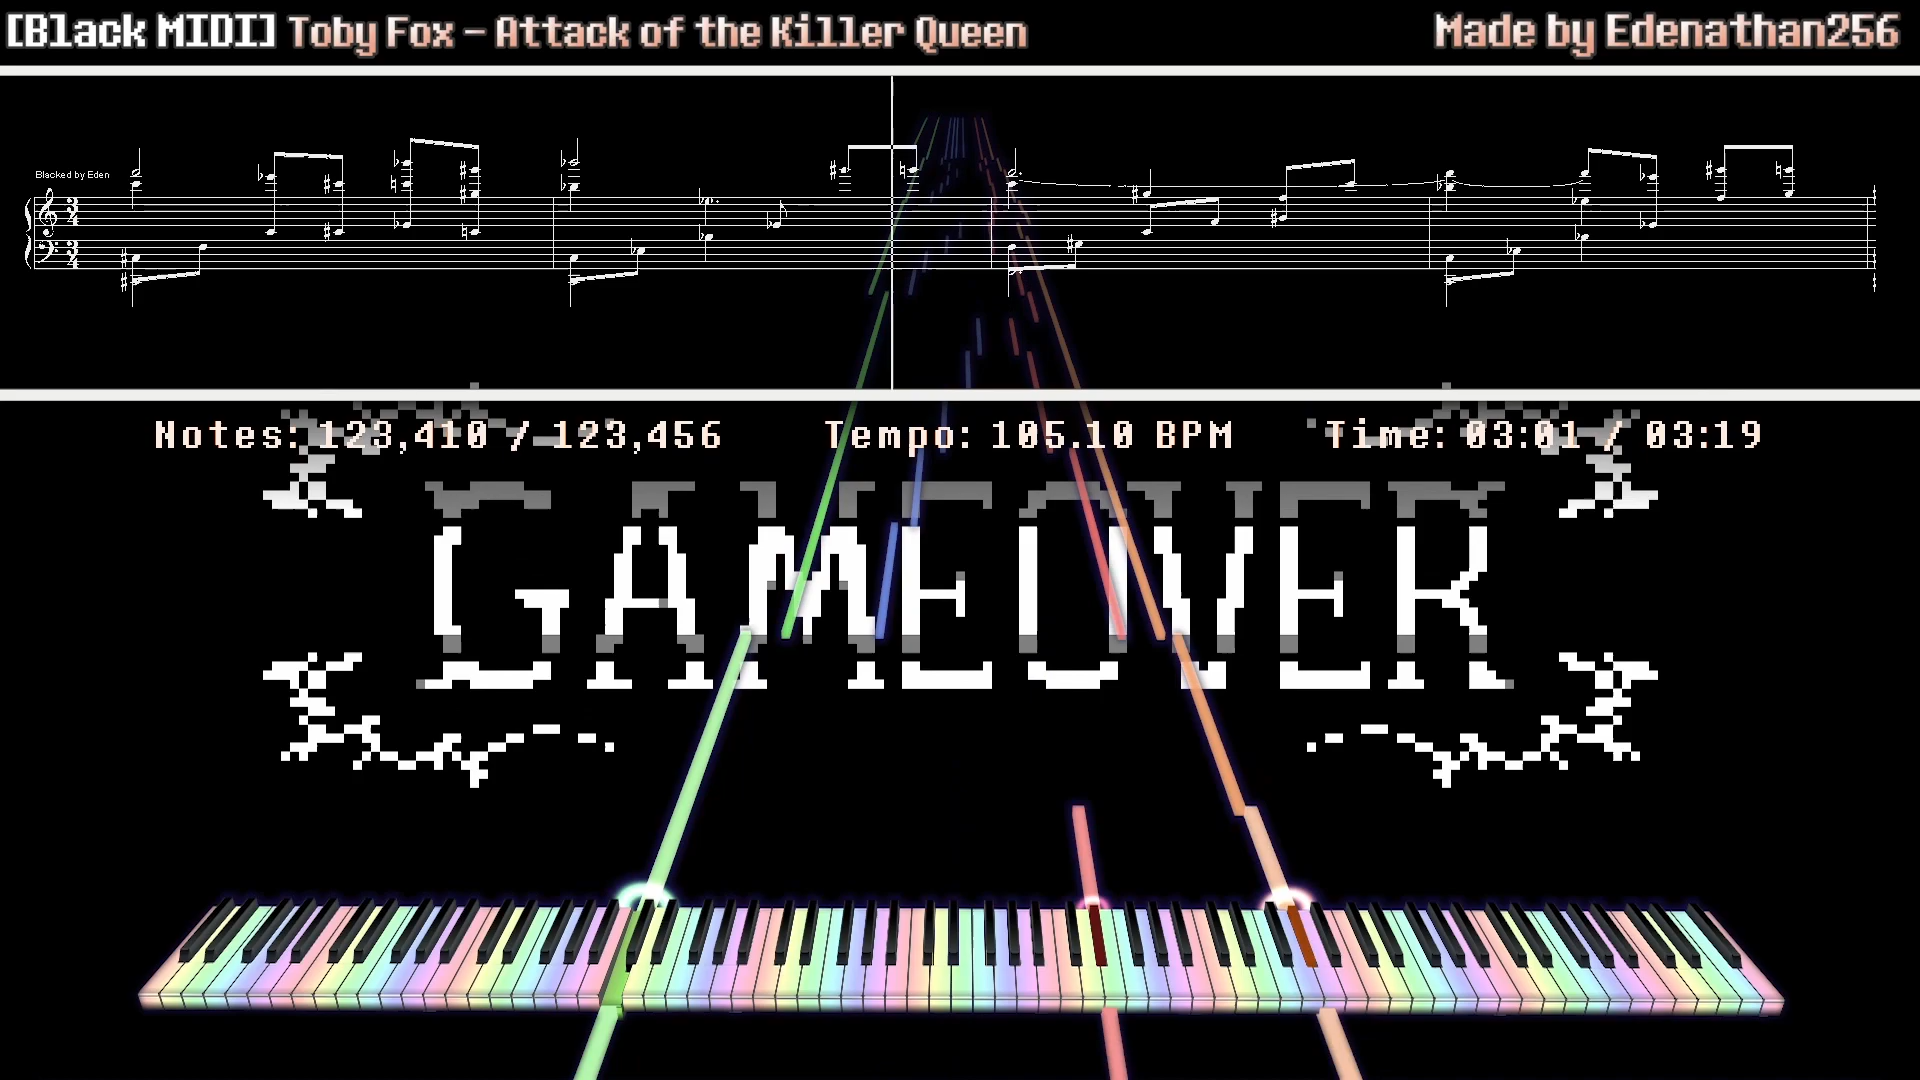 [Black MIDI] Toby Fox - Attack of the Killer Queen
Made by Edenathan256
Blacked by Eden
Notes: 123,410 / 123,456
Tempo: 105.10 BPM
Time: 03:01 / 03:19
GAMEOVER